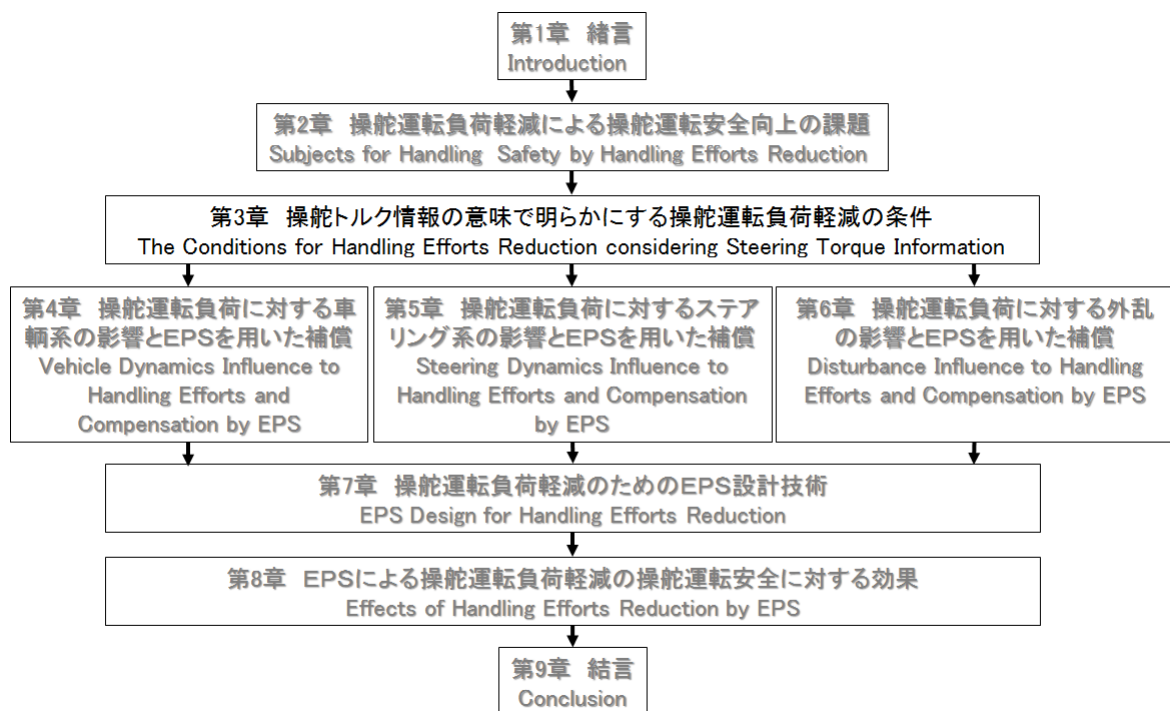 第1章 緒言
Introduction
第2章 操舵運転負荷軽減による操舵運転安全向上の課題
Subjects for Handling Safety by Handling Efforts Reduction
第3章 操舵トルク情報の意味で明らかにする操舵運転負荷軽減の条件
The Conditions for Handling Efforts Reduction considering Steering Torque Information
第4章 操舵運転負荷に対する車
輌系の影響とEPSを用いた補償
Vehicle Dynamics Influence to
Handling Efforts and
Compensation by EPS
第5章 操舵運転負荷に対するステア
リング系の影響とEPSを用いた補償
Steering Dynamics Influence to
Handling Efforts and Compensation
by EPS
第6章 操舵運転負荷に対する外乱
の影響とEPSを用いた補償
Disturbance Influence to Handling
Efforts and Compensation by EPS
第7章 操舵運転負荷軽減のためのEPS設計技術
EPS Design for Handling Efforts Reduction
第8章 EPSによる操舵運転負荷軽減の操舵運転安全に対する効果
Effects of Handling Efforts Reduction by EPS
第9章 結言
Conclusion